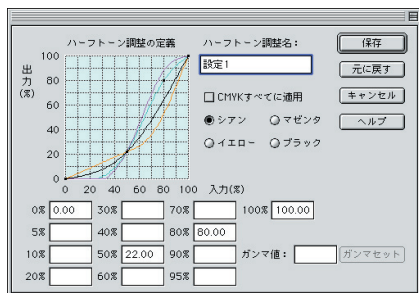 ハーフトーン調整の定義
ハーフトーン調整名：
設定1
保存
元に戻す
キャンセル
ヘルプ
出力(%)
100
80
60
40
20
0
0 20 40 60 80 100 入力(%)
□ CMYKすべてに適用
シアン マゼンタ
イエロー ブラック
0% 0.00 30% 70% 100% 100.00
5% 40% 80% 80.00
10% 50% 22.00 90% ガンマ値： ガンマセット
20% 60% 95%